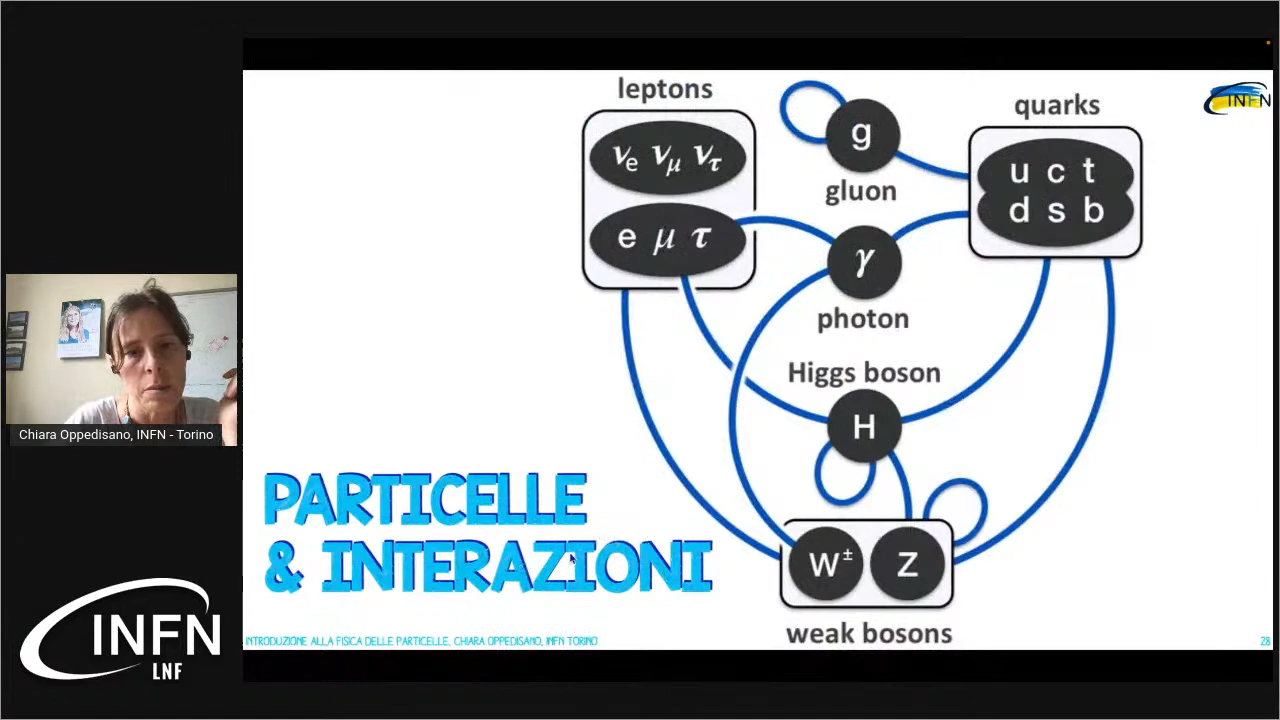 leptons
νe νμ ντ
e μ τ
g
gluon
quarks
u c t
d s b
INFN
γ
photon
Higgs boson
H
W± Z
weak bosons
PARTICELLE
& INTERAZIONI
INTRODUZIONE ALLA FISICA DELLE PARTICELLE, CHIARA OPPEDISANO, INFN TORINO
28
Chiara Oppedisano, INFN - Torino
INFN
LNF